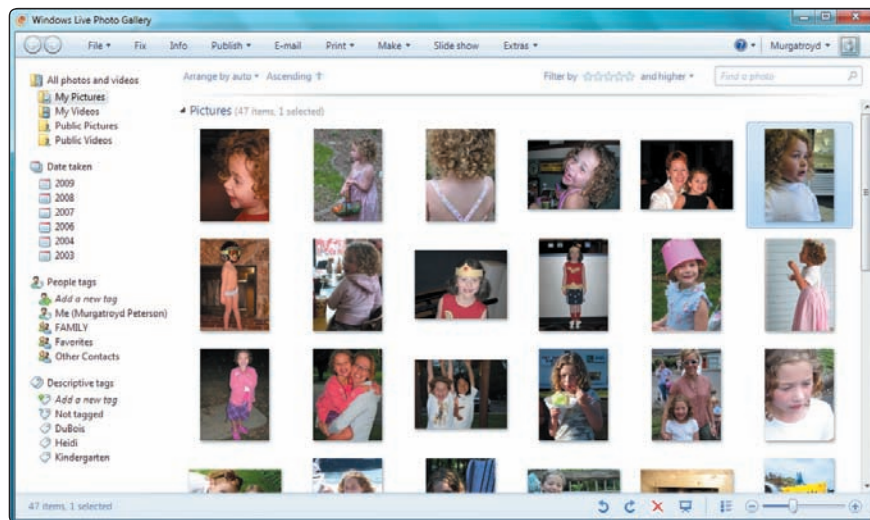 Windows Live Photo Gallery
File Fix Info Publish E-mail Print Make Slide show Extras Murgatroyd
All photos and videos
My Pictures
My Videos
Public Pictures
Public Videos
Date taken
2009
2008
2007
2006
2004
2003
People tags
Add a new tag
Me (Murgatroyd Peterson)
FAMILY
Favorites
Other Contacts
Descriptive tags
Add a new tag
Not tagged
DuBois
Heidi
Kindergarten
Arrange by auto Ascending Filter by and higher Find a photo
Pictures (47 items, 1 selected)
47 items, 1 selected